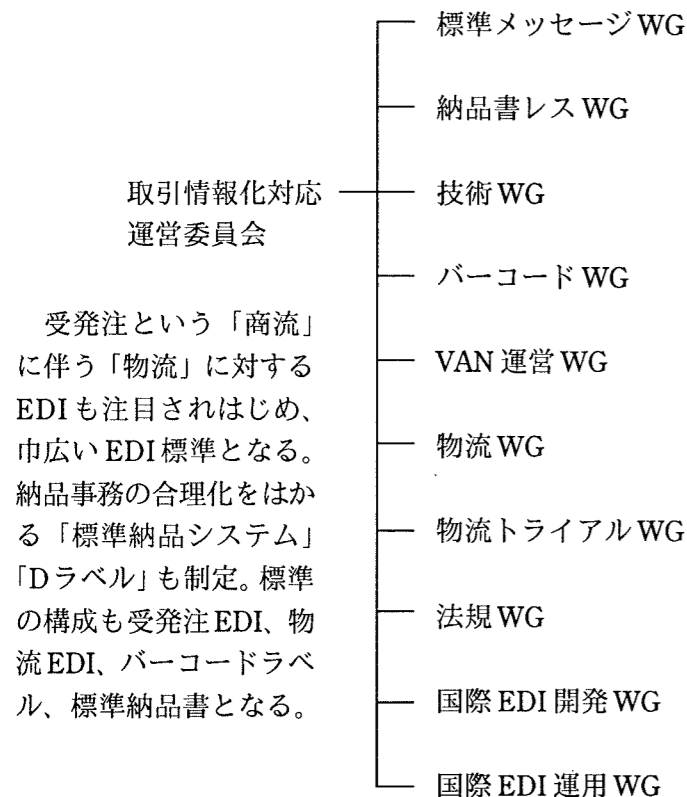 取引情報化対応
運営委員会
受発注という「商流」
に伴う「物流」に対する
EDIも注目されはじめ、
巾広いEDI標準となる。
納品事務の合理化をはか
る「標準納品システム」
「Dラベル」も制定。標準
の構成も受発注EDI、物
流EDI、バーコードラベ
ル、標準納品書となる。
標準メッセージWG
納品書レスWG
技術WG
バーコードWG
VAN運営WG
物流WG
物流トライアルWG
法規WG
国際EDI開発WG
国際EDI運用WG